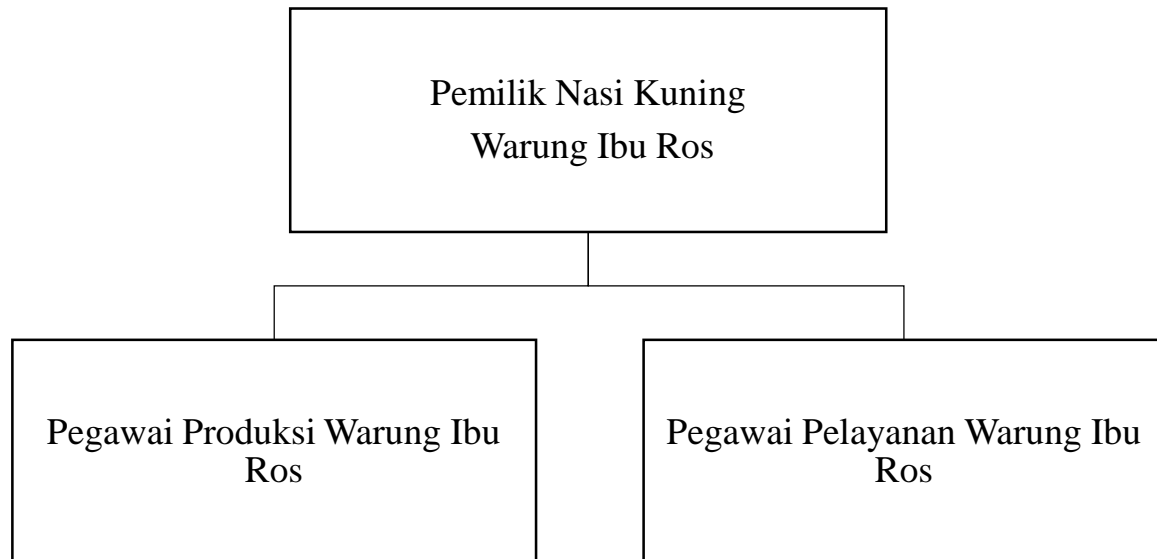 Pemilik Nasi Kuning
Warung Ibu Ros
Pegawai Produksi Warung Ibu
Ros
Pegawai Pelayanan Warung Ibu
Ros